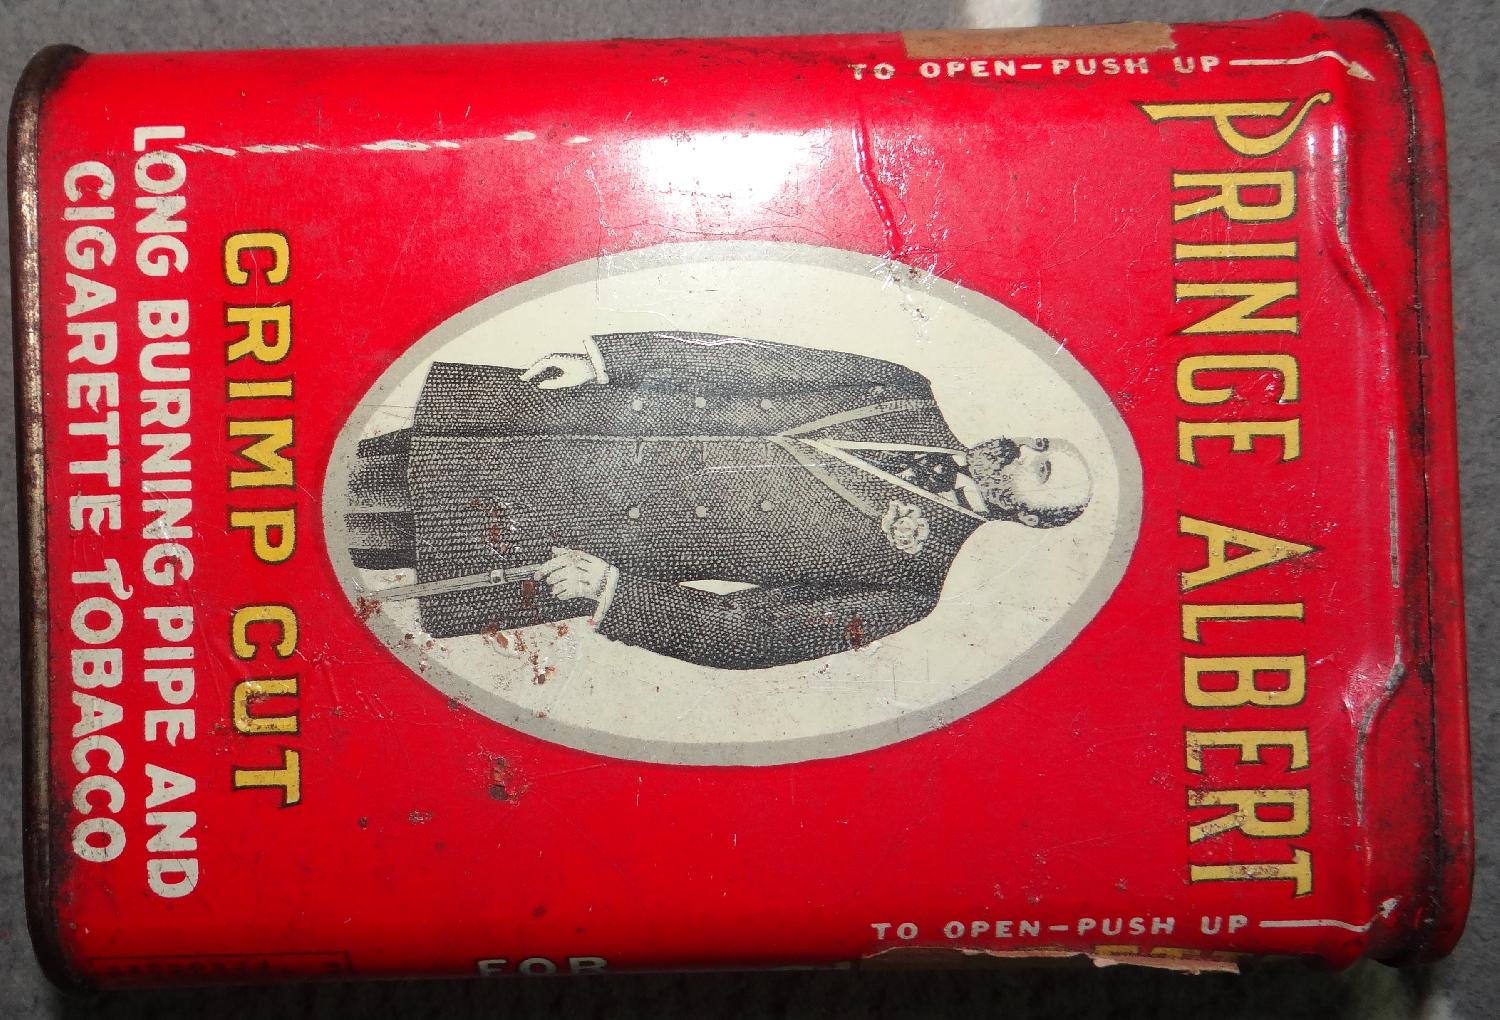 TO OPEN-PUSH UP
PRINCE ALBERT
TO OPEN-PUSH UP
CRIMP CUT
LONG BURNING PIPE AND
CIGARETTE TOBACCO
FOR